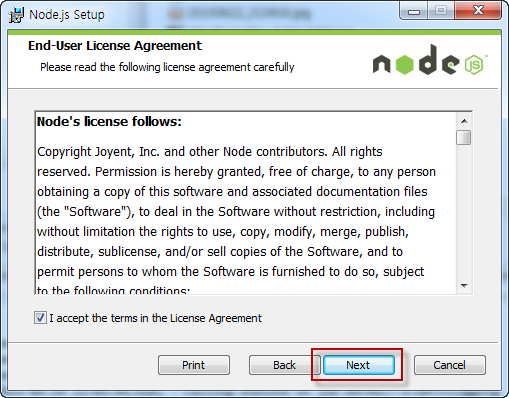 Node.js Setup
End-User License Agreement
Please read the following license agreement carefully
node
JS
Node's license follows:
Copyright Joyent, Inc. and other Node contributors. All rights
reserved. Permission is hereby granted, free of charge, to any person
obtaining a copy of this software and associated documentation files
(the "Software"), to deal in the Software without restriction, including
without limitation the rights to use, copy, modify, merge, publish,
distribute, sublicense, and/or sell copies of the Software, and to
permit persons to whom the Software is furnished to do so, subject
to the following conditions:
I accept the terms in the License Agreement
Print Back Next Cancel